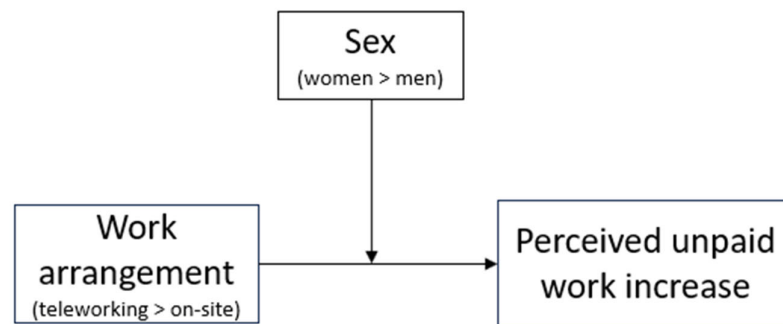 Sex
(women > men)
Work
arrangement
(teleworking > on-site)
Perceived unpaid
work increase